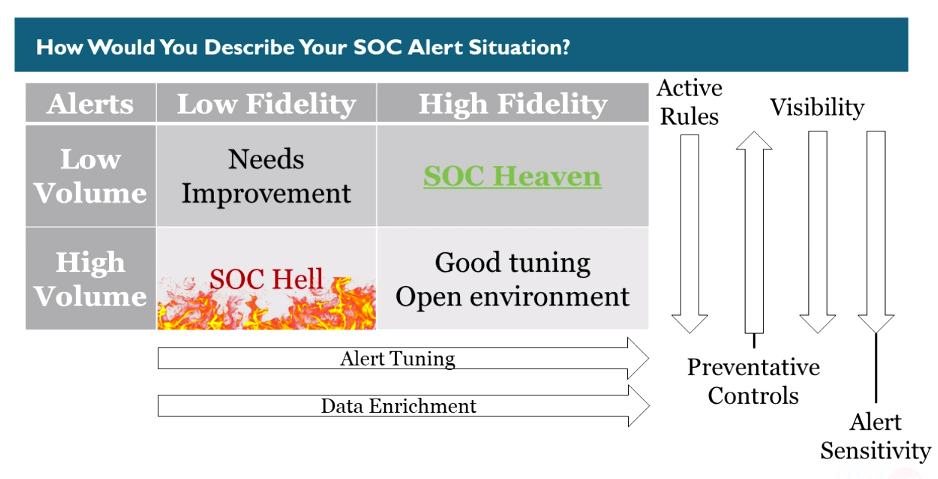 How Would You Describe Your SOC Alert Situation?
Alerts
Low Fidelity
High Fidelity
Low
Volume
Needs
Improvement
SOC Heaven
High
Volume
SOC Hell
Good tuning
Open environment
Alert Tuning
Data Enrichment
Active
Rules
Visibility
Preventative
Controls
Alert
Sensitivity